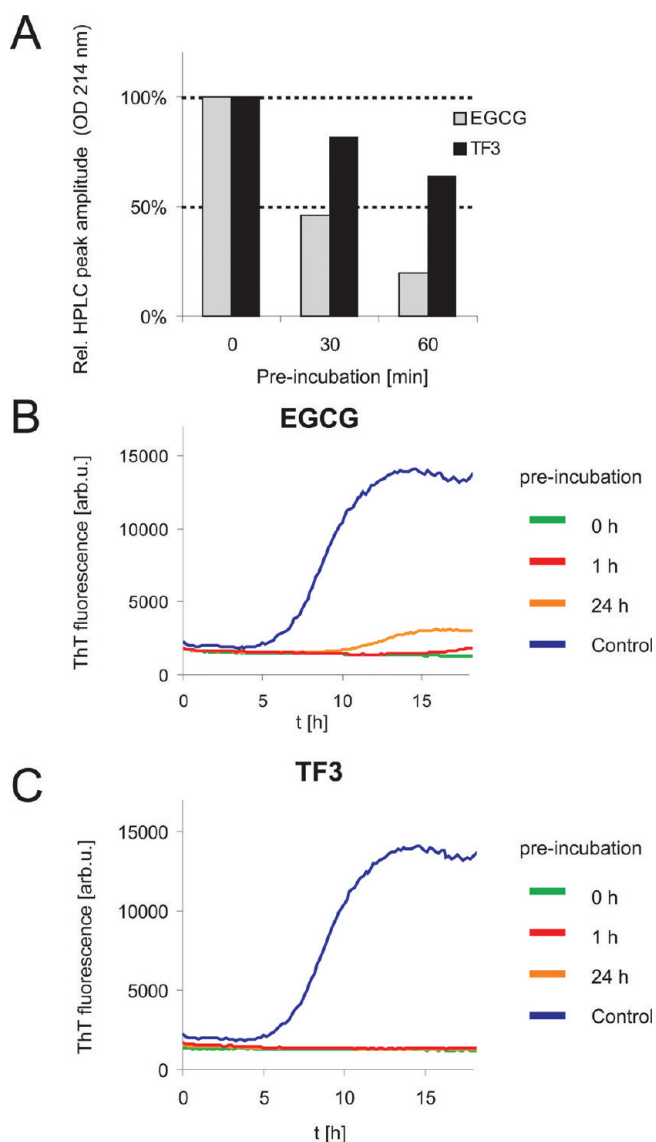 A
Rel. HPLC peak amplitude (OD 214 nm)
100%
50%
0%
EGCG
TF3
0 30 60
Pre-incubation [min]
B
EGCG
ThT fluorescence [arb.u.]
15000
10000
5000
0
0 5 10 15
t [h]
pre-incubation
0 h
1 h
24 h
Control
C
TF3
ThT fluorescence [arb.u.]
15000
10000
5000
0
0 5 10 15
t [h]
pre-incubation
0 h
1 h
24 h
Control